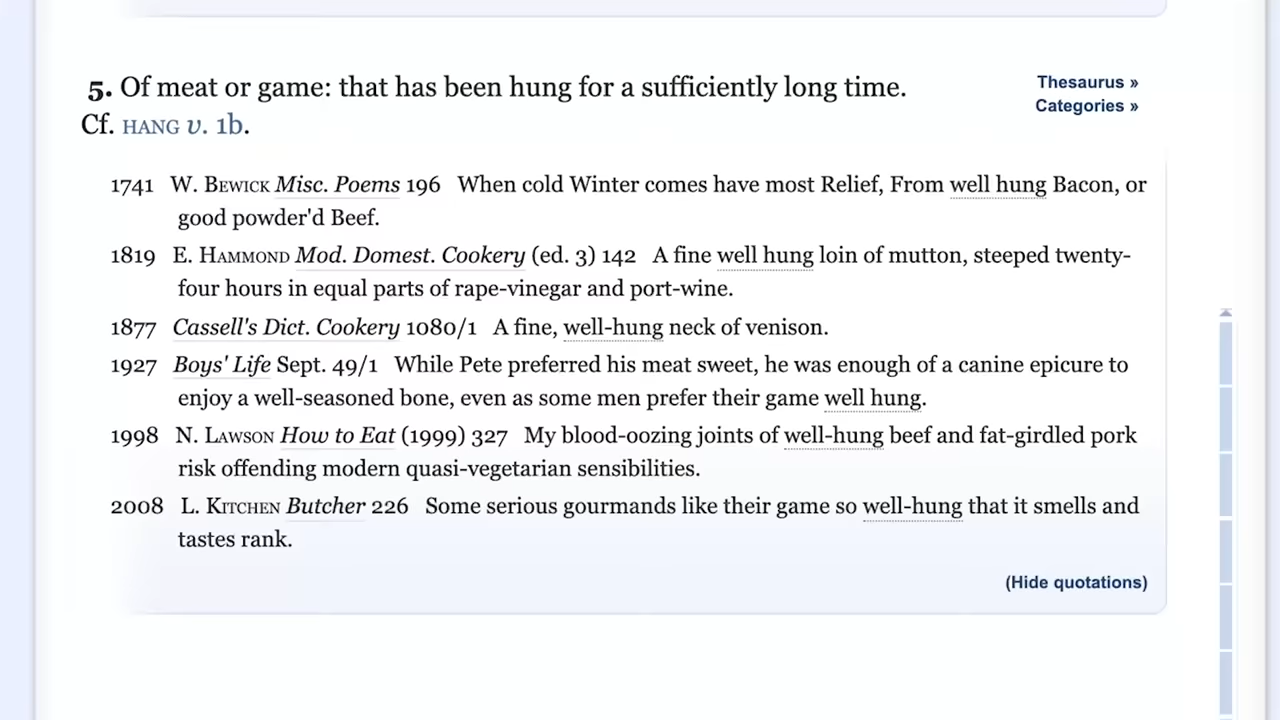 5. Of meat or game: that has been hung for a sufficiently long time.
Cf. HANG v. 1b.
Thesaurus »
Categories »
1741 W. BEWICK Misc. Poems 196 When cold Winter comes have most Relief, From well hung Bacon, or
good powder'd Beef.
1819 E. HAMMOND Mod. Domest. Cookery (ed. 3) 142 A fine well hung loin of mutton, steeped twenty-
four hours in equal parts of rape-vinegar and port-wine.
1877 Cassell's Dict. Cookery 1080/1 A fine, well-hung neck of venison.
1927 Boys' Life Sept. 49/1 While Pete preferred his meat sweet, he was enough of a canine epicure to
enjoy a well-seasoned bone, even as some men prefer their game well hung.
1998 N. LAWSON How to Eat (1999) 327 My blood-oozing joints of well-hung beef and fat-girdled pork
risk offending modern quasi-vegetarian sensibilities.
2008 L. KITCHEN Butcher 226 Some serious gourmands like their game so well-hung that it smells and
tastes rank.
(Hide quotations)